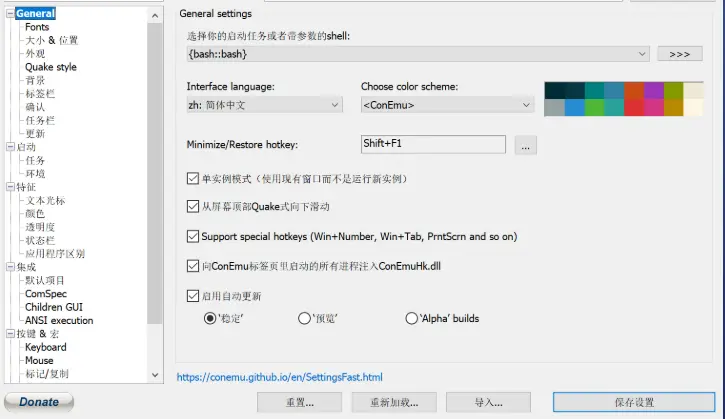 General
Fonts
大小 & 位置
外观
Quake style
背景
标签栏
确认
任务栏
更新
启动
任务
环境
特征
文本光标
颜色
透明度
状态栏
应用程序区别
集成
默认项目
ComSpec
Children GUI
ANSI execution
按键 & 宏
Keyboard
Mouse
标记/复制
General settings
选择你的启动任务或者带参数的shell:
{bash::bash}
>>>
Interface language:
Choose color scheme:
zh: 简体中文
<ConEmu>
Minimize/Restore hotkey:
Shift+F1
...
单实例模式（使用现有窗口而不是运行新实例）
从屏幕顶部Quake式向下滑动
Support special hotkeys (Win+Number, Win+Tab, PrntScrn and so on)
向ConEmu标签页里启动的所有进程注入ConEmuHk.dll
启用自动更新
‘稳定’
‘预览’
‘Alpha’ builds
https://conemu.github.io/en/SettingsFast.html
Donate
重置...
重新加载...
导入...
保存设置